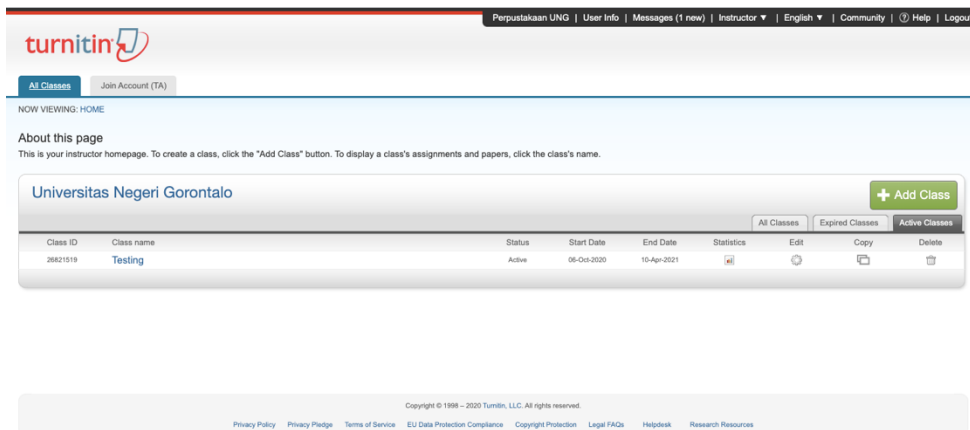 Perpustakaan UNG | User Info | Messages (1 new) | Instructor ▼ | English ▼ | Community | ? Help | Logou
turnitin
All Classes Join Account (TA)
NOW VIEWING: HOME
About this page
This is your instructor homepage. To create a class, click the "Add Class" button. To display a class's assignments and papers, click the class's name.
Universitas Negeri Gorontalo + Add Class
All Classes Expired Classes Active Classes
Class ID Class name Status Start Date End Date Statistics Edit Copy Delete
26821519 Testing Active 06-Oct-2020 10-Apr-2021
Copyright © 1998 – 2020 Turnitin, LLC. All rights reserved.
Privacy Policy Privacy Pledge Terms of Service EU Data Protection Compliance Copyright Protection Legal FAQs Helpdesk Research Resources